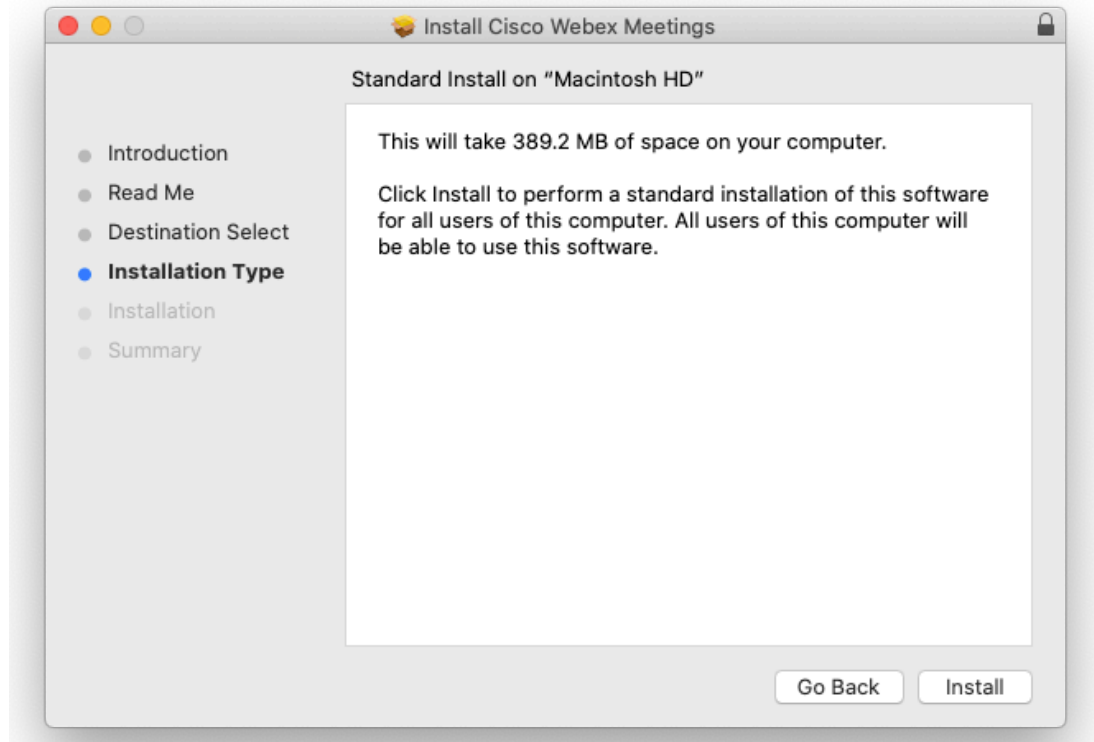 Install Cisco Webex Meetings
Standard Install on “Macintosh HD”
Introduction
Read Me
Destination Select
Installation Type
Installation
Summary
This will take 389.2 MB of space on your computer.
Click Install to perform a standard installation of this software
for all users of this computer. All users of this computer will
be able to use this software.
Go Back
Install